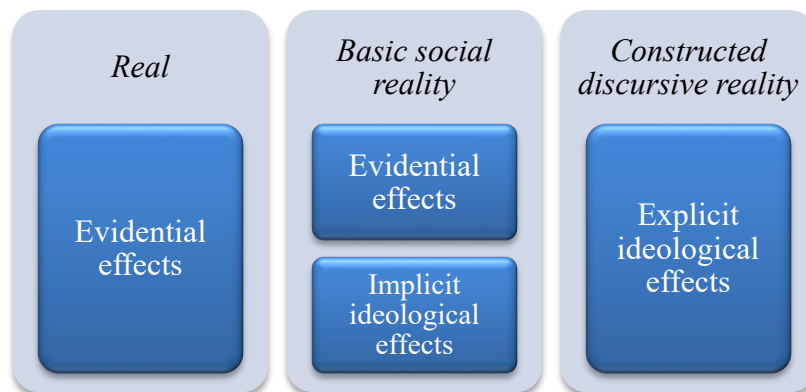 Real
Evidential
effects
Basic social
reality
Evidential
effects
Implicit
ideological
effects
Constructed
discursive reality
Explicit
ideological
effects